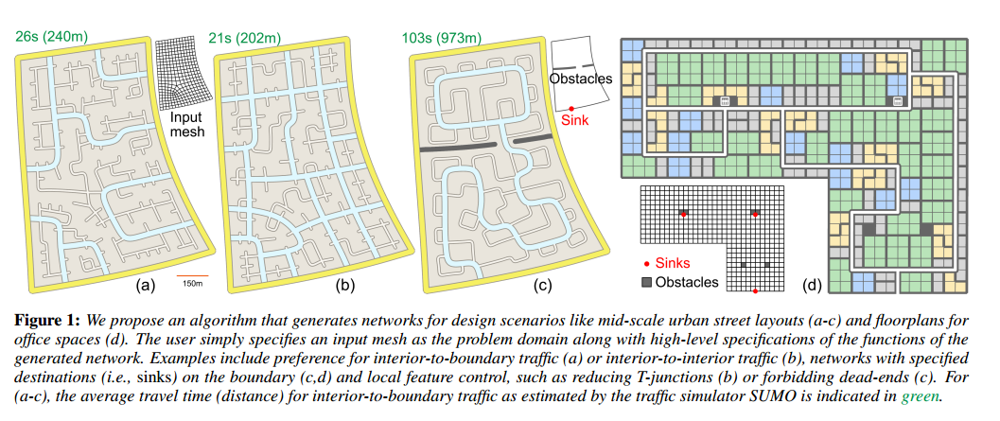 26s (240m)
21s (202m)
103s (973m)
Obstacles
Sink
Input
mesh
Sinks
Obstacles
150m
(a)
(b)
(c)
(d)
Figure 1: We propose an algorithm that generates networks for design scenarios like mid-scale urban street layouts (a-c) and floorplans for
office spaces (d). The user simply specifies an input mesh as the problem domain along with high-level specifications of the functions of the
generated network. Examples include preference for interior-to-boundary traffic (a) or interior-to-interior traffic (b), networks with specified
destinations (i.e., sinks) on the boundary (c,d) and local feature control, such as reducing T-junctions (b) or forbidding dead-ends (c). For
(a-c), the average travel time (distance) for interior-to-boundary traffic as estimated by the traffic simulator SUMO is indicated in green.